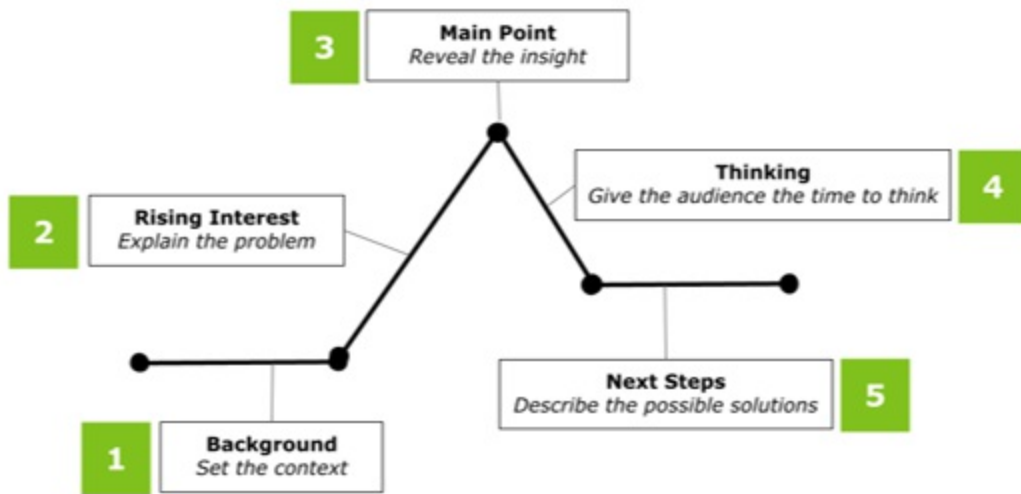 3
Main Point
Reveal the insight
2
Rising Interest
Explain the problem
Thinking
Give the audience the time to think
4
1
Background
Set the context
Next Steps
Describe the possible solutions
5